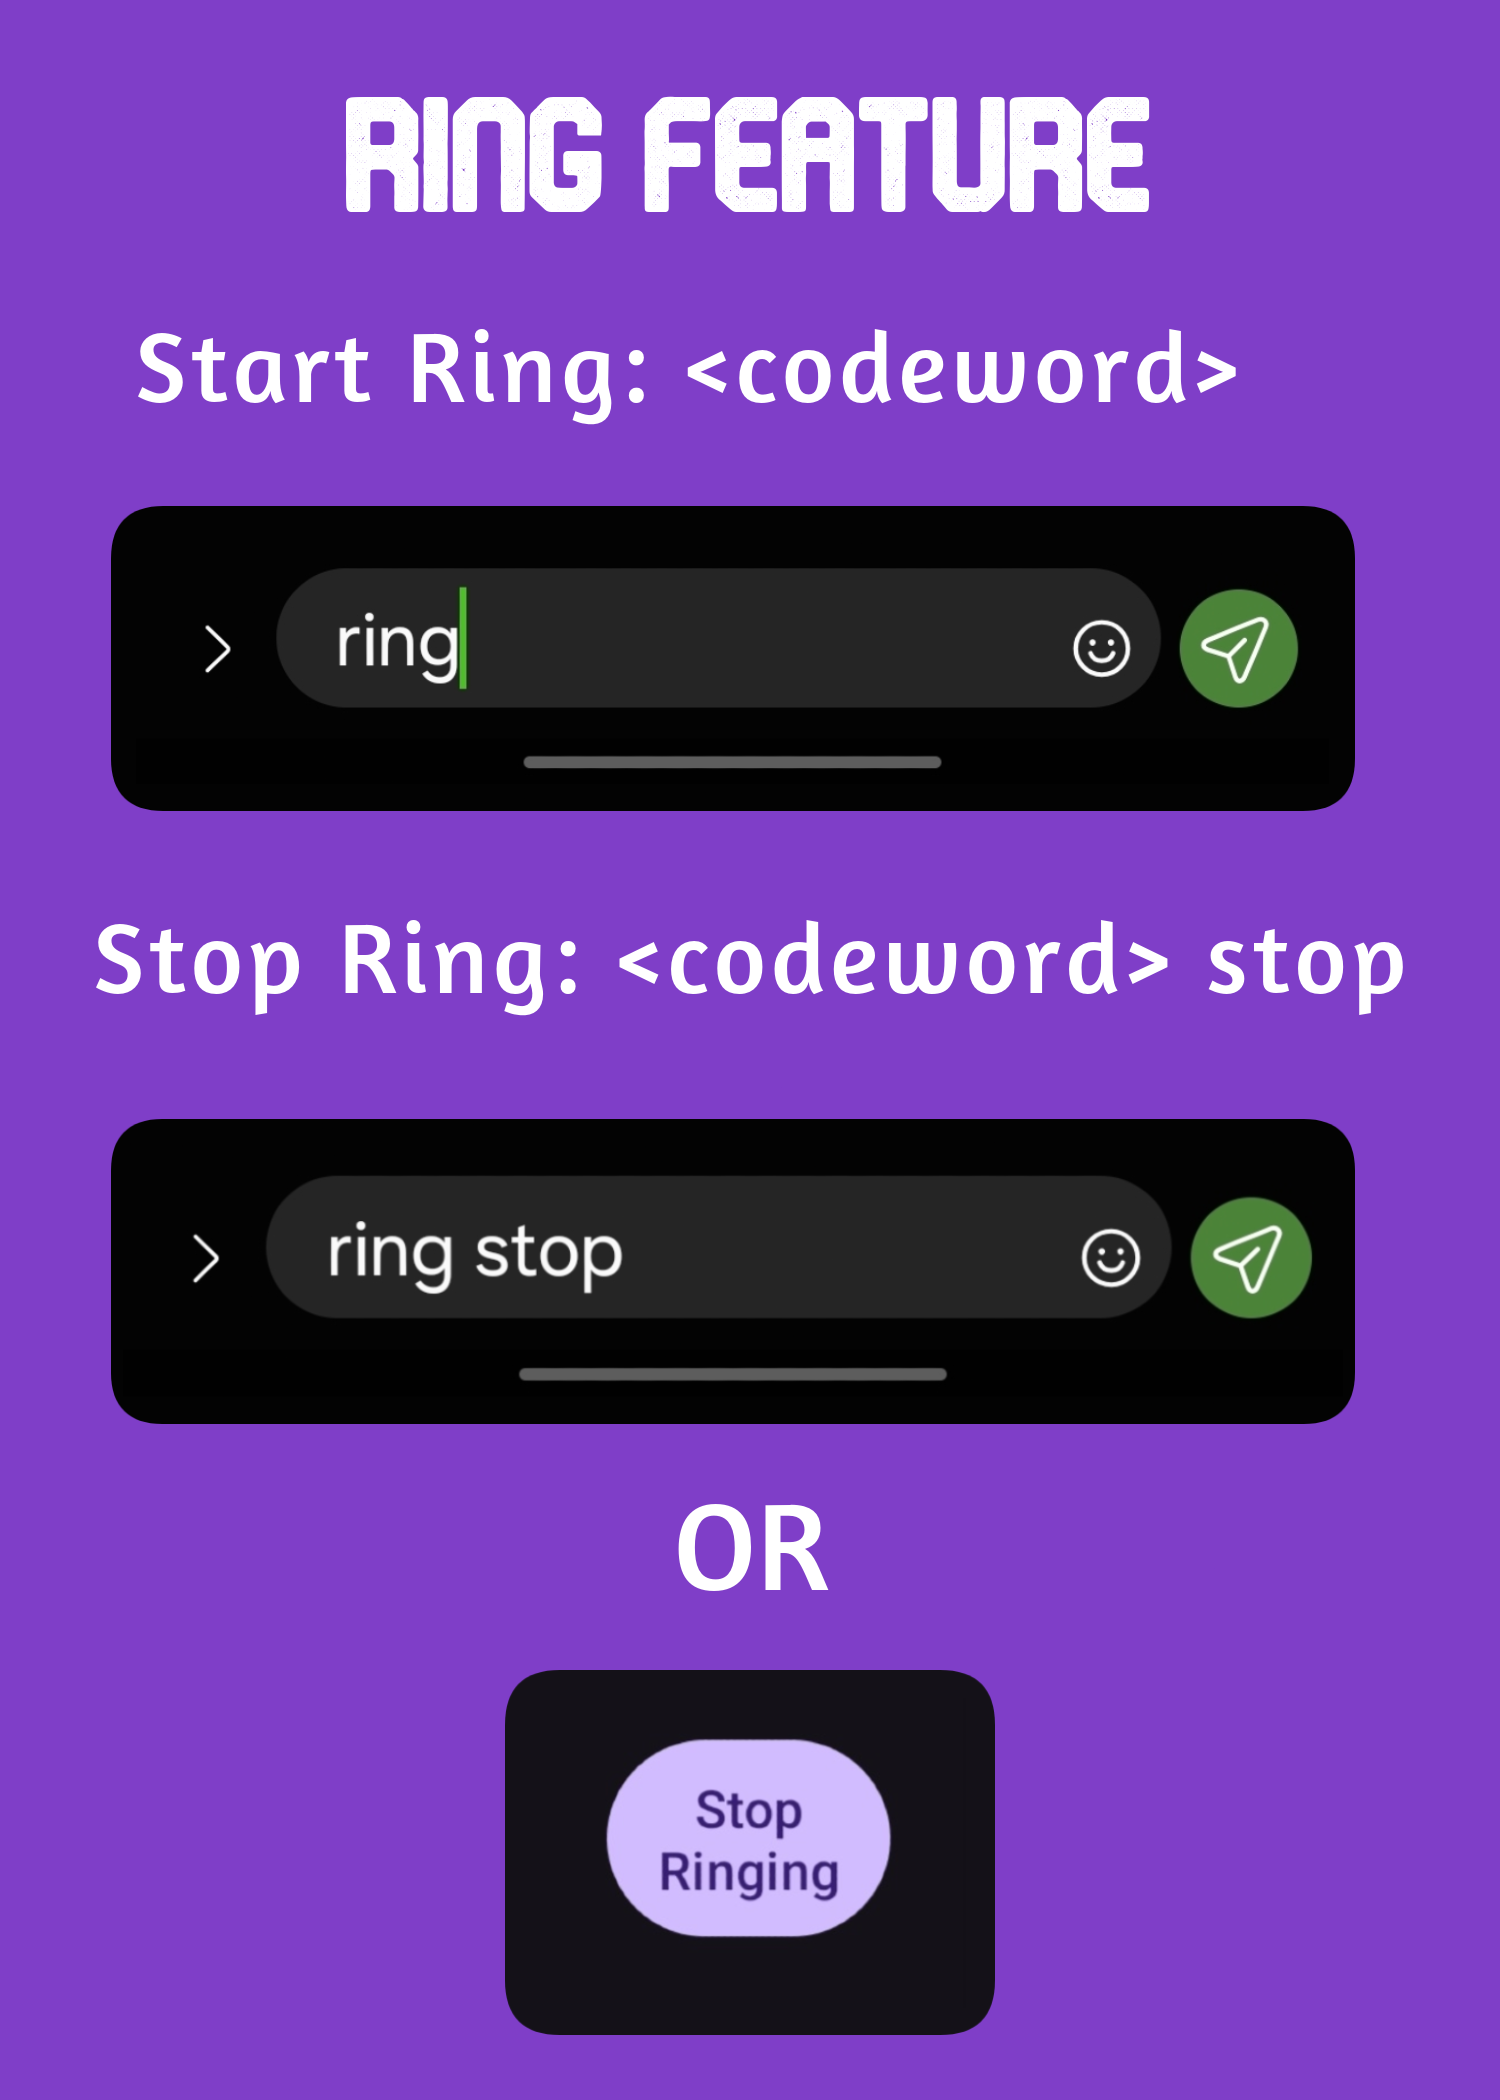 RING FEATURE
Start Ring: <codeword>
ring
Stop Ring: <codeword> stop
ring stop
OR
Stop
Ringing